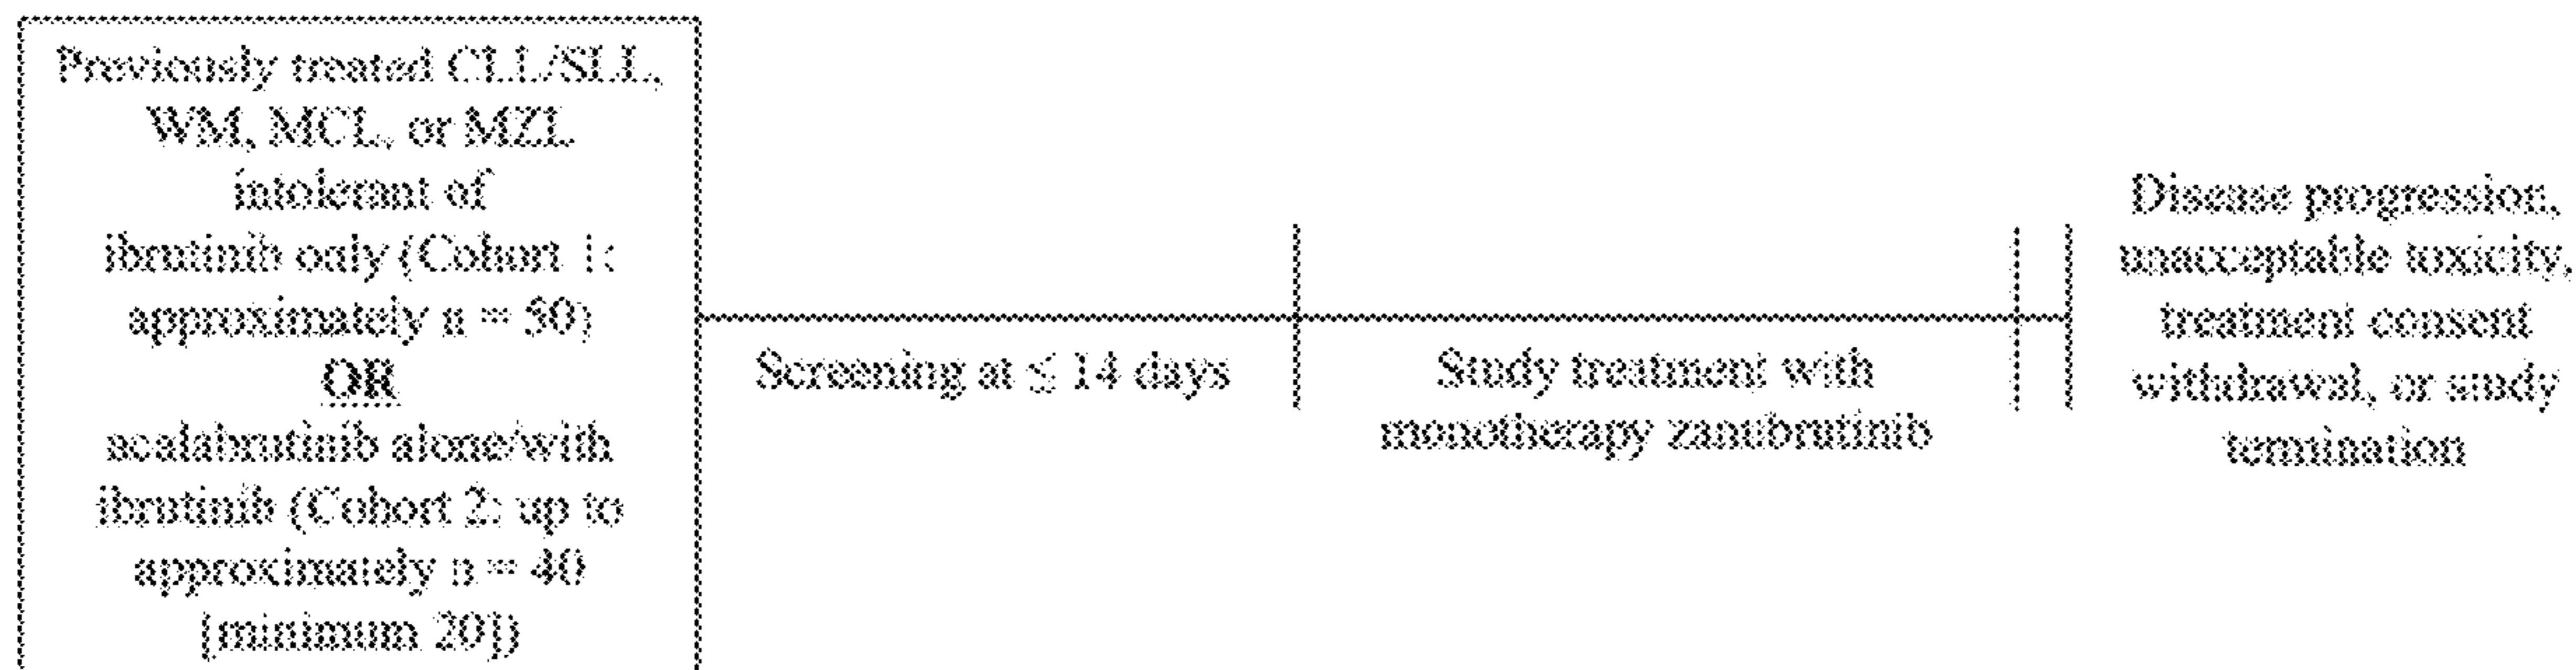 Previously treated CLL/SLL,
WM, MCL, or MZL
intolerant of
ibrutinib only (Cohort 1:
approximately n = 50)
OR
acalabrutinib alone/with
ibrutinib (Cohort 2: up to
approximately n = 40
[minimum 20])
Screening at ≤ 14 days
Study treatment with
monotherapy zanubrutinib
Disease progression,
unacceptable toxicity,
treatment consent
withdrawal, or study
termination